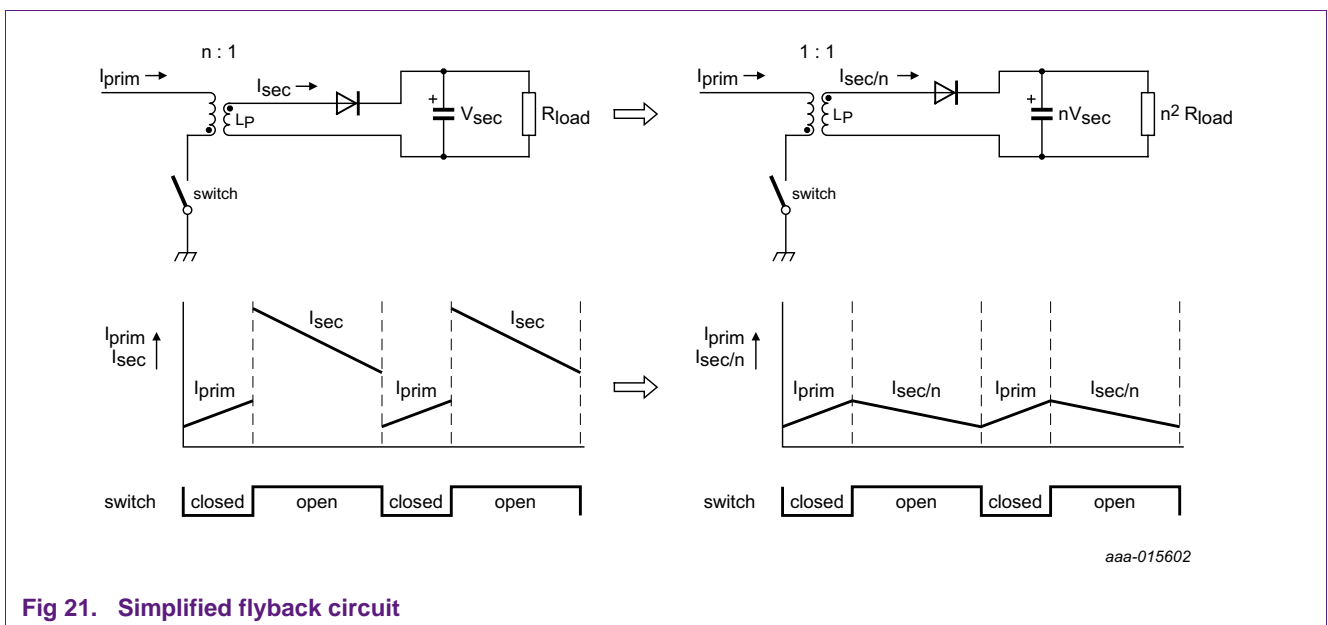 n : 1
Iprim →
Isec →
LP
+
Vsec
Rload
switch
1 : 1
Iprim →
Isec/n →
LP
+
nVsec
n2 Rload
switch
Iprim
Isec
Iprim
Isec
Iprim
Isec
switch
closed
open
closed
open
Iprim
Isec/n
Iprim
Isec/n
Iprim
Isec/n
switch
closed
open
closed
open
aaa-015602
Fig 21. Simplified flyback circuit